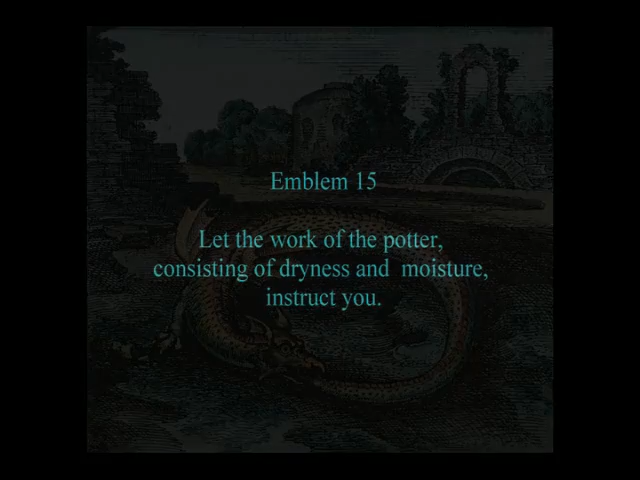 Emblem 15
Let the work of the potter,
consisting of dryness and moisture,
instruct you.